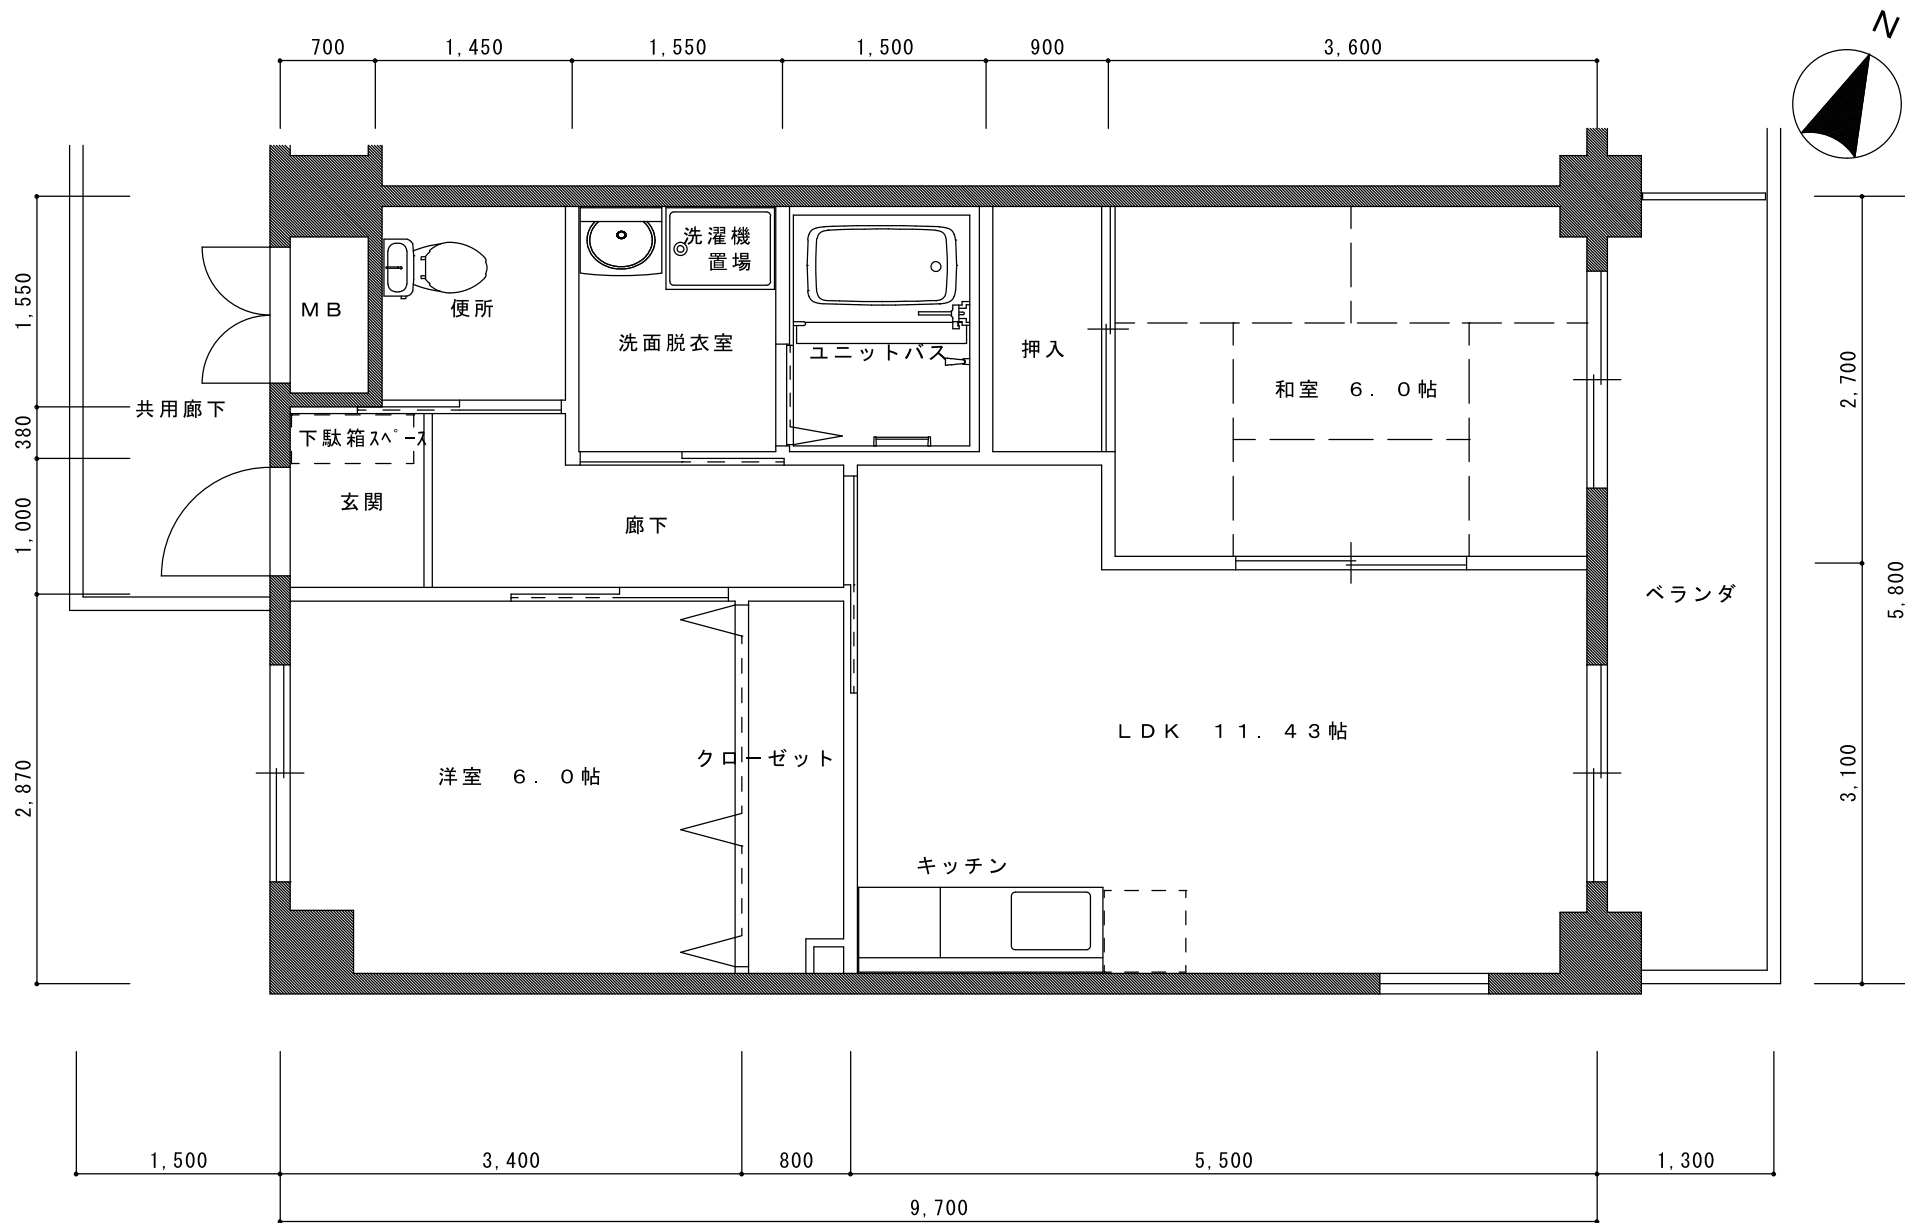 N
700
1,450
1,550
1,500
900
3,600
1,550
380
1,000
2,870
2,700
3,100
5,800
洗濯機
置場
MB
便所
洗面脱衣室
ユニットバス
押入
和室 6.0帖
共用廊下
下駄箱スペース
玄関
廊下
ベランダ
LDK 11.43帖
クローゼット
洋室 6.0帖
キッチン
1,500
3,400
800
5,500
1,300
9,700